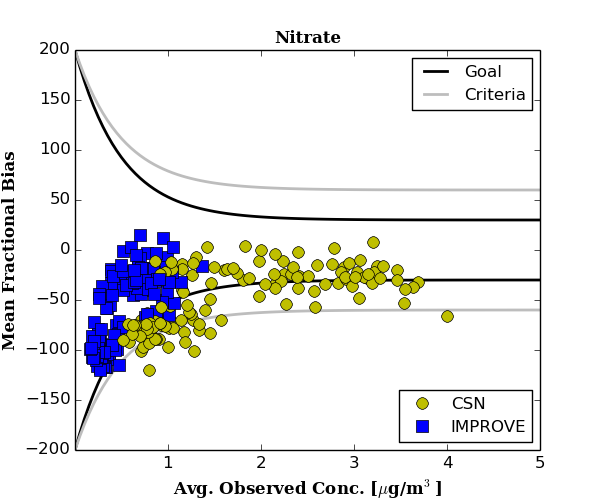 Nitrate
Mean Fractional Bias
200
150
100
50
0
−50
−100
−150
−200
Goal
Criteria
CSN
IMPROVE
1 2 3 4 5
Avg. Observed Conc. [μg/m³ ]